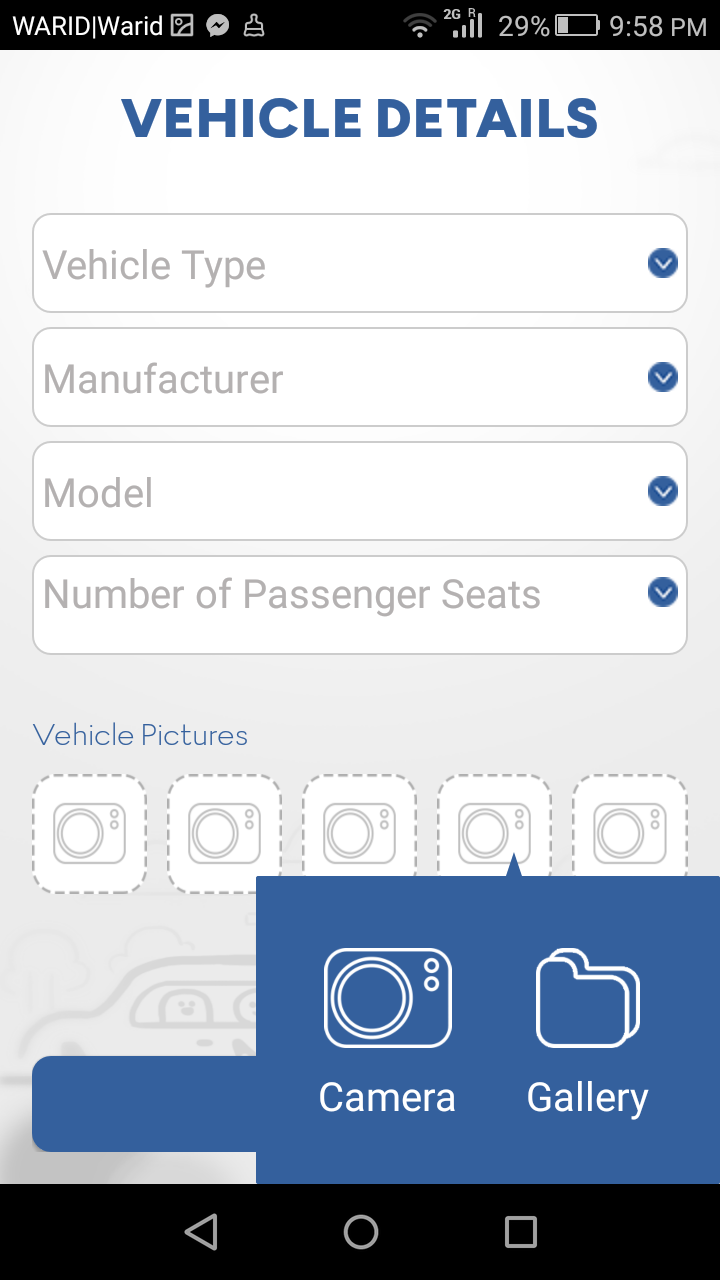 WARID|Warid 2G R 29% 9:58 PM
VEHICLE DETAILS
Vehicle Type
Manufacturer
Model
Number of Passenger Seats
Vehicle Pictures
Camera Gallery